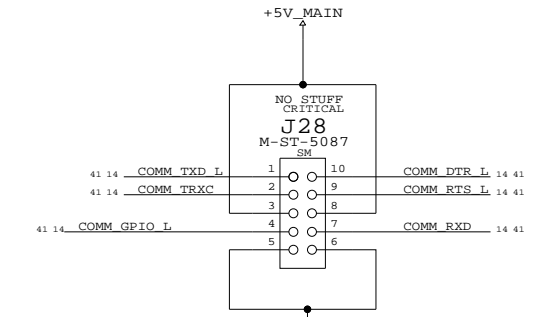 +5V_MAIN
NO STUFF
CRITICAL
J28
M-ST-5087
SM
41 14 COMM_TXD_L 1 10 COMM_DTR_L 14 41
41 14 COMM_TRXC 2 9 COMM_RTS_L 14 41
3 8
41 14 COMM_GPIO_L 4 7 COMM_RXD 14 41
5 6